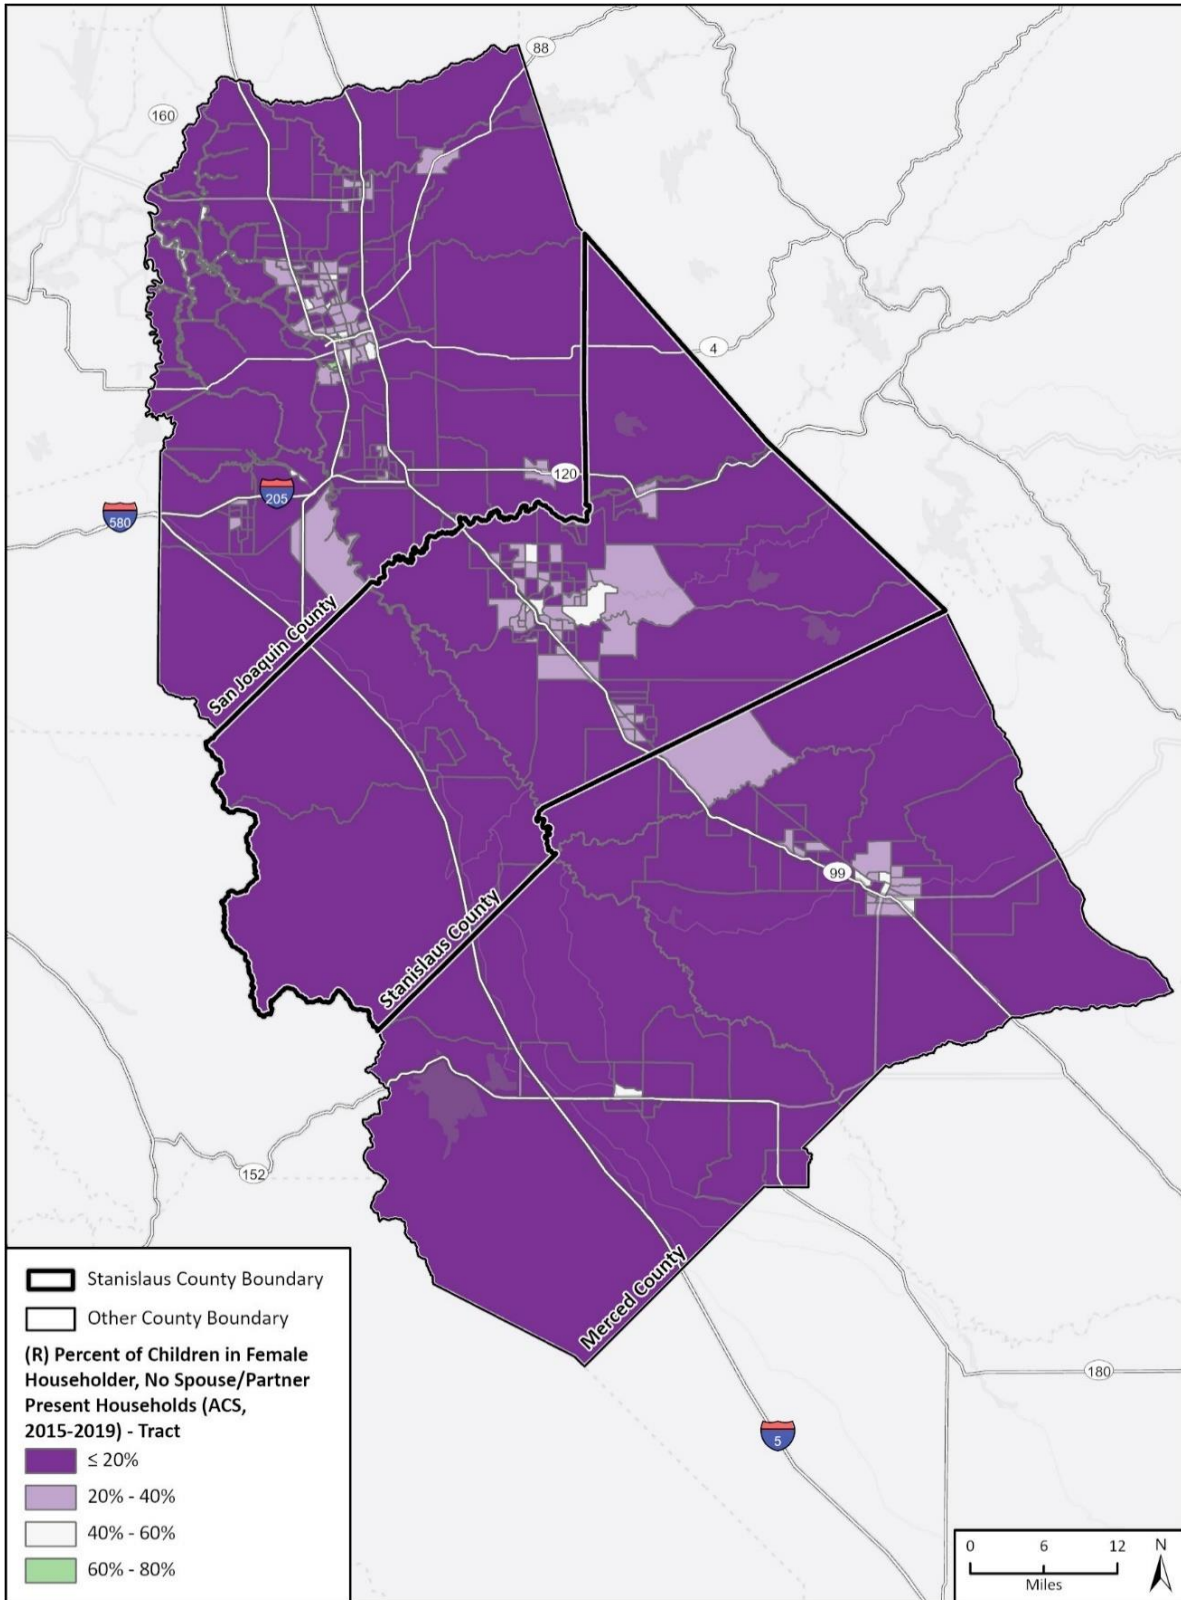 88
160
4
120
205
580
San Joaquin County
99
Stanislaus County
152
Merced County
180
5
Stanislaus County Boundary
Other County Boundary
(R) Percent of Children in Female
Householder, No Spouse/Partner
Present Households (ACS,
2015-2019) - Tract
≤ 20%
20% - 40%
40% - 60%
60% - 80%
0 6 12
Miles
N